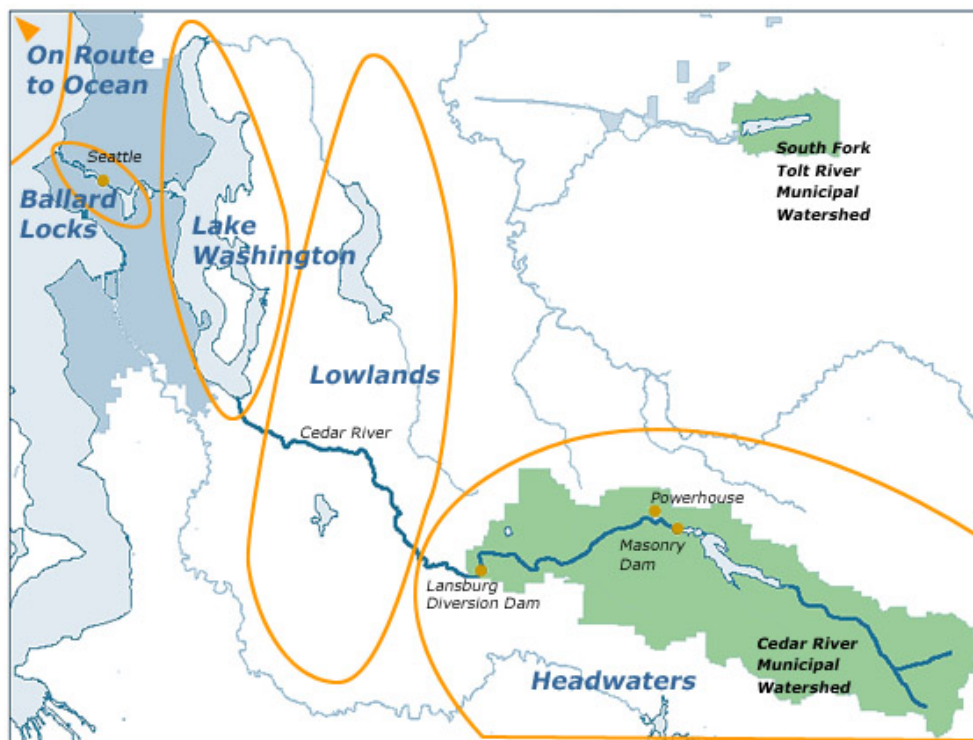 On Route
to Ocean
Seattle
Ballard
Locks
Lake
Washington
South Fork
Tolt River
Municipal
Watershed
Lowlands
Cedar River
Powerhouse
Masonry
Dam
Lansburg
Diversion Dam
Cedar River
Municipal
Watershed
Headwaters